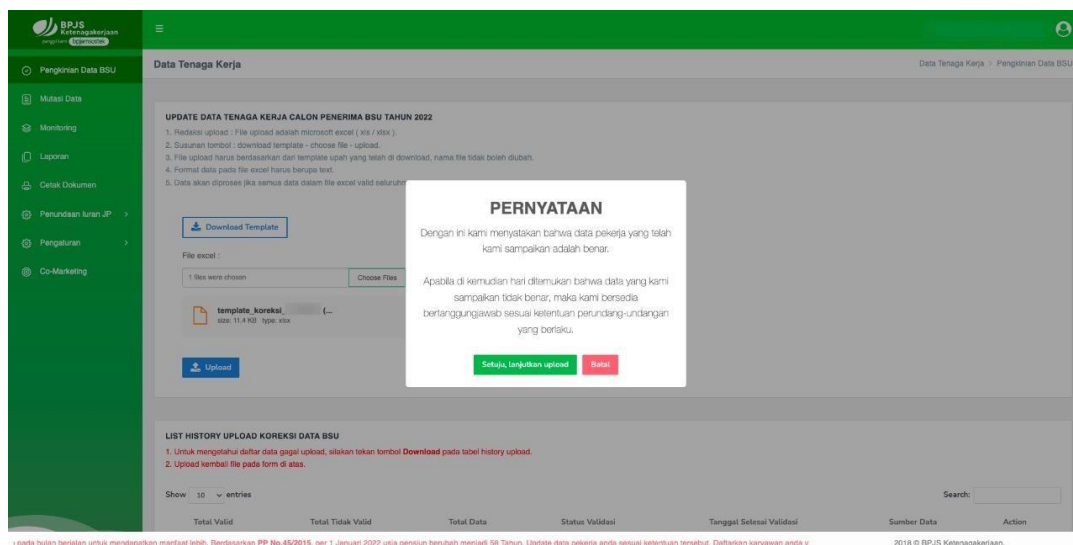 BPJS
Ketenagakerjaan
bpjamsostek
Data Tenaga Kerja
Data Tenaga Kerja > Pengkinian Data BSU
Pengkinian Data BSU
Mutasi Data
Monitoring
Laporan
Cetak Dokumen
Penundaan Iuran JP >
Pengaturan >
Co-Marketing
UPDATE DATA TENAGA KERJA CALON PENERIMA BSU TAHUN 2022
1. Redaksi upload : File upload adalah microsoft excel ( xls / xlsx ).
2. Susunan tombol : download template - choose file - upload.
3. File upload harus berdasarkan dari template upah yang telah di download, nama file tidak boleh diubah.
4. Format data pada file excel harus berupa text.
5. Data akan diproses jika semua data dalam file excel valid
Download Template
File excel :
1 files were chosen
Choose Files
template_koreksi_ (...
size: 11.4 KB type: xlsx
Upload
PERNYATAAN
Dengan ini kami menyatakan bahwa data pekerja yang telah
kami sampaikan adalah benar.
Apabila di kemudian hari ditemukan bahwa data yang kami
sampaikan tidak benar, maka kami bersedia
bertanggungjawab sesuai ketentuan perundang-undangan
yang berlaku.
Setuju, lanjutkan upload
Batal
LIST HISTORY UPLOAD KOREKSI DATA BSU
1. Untuk mengetahui daftar data gagal upload, silakan tekan tombol Download pada tabel history upload.
2. Upload kembali file pada form di atas.
Show 10 entries
Search:
Total Valid Total Tidak Valid Total Data Status Validasi Tanggal Selesai Validasi Sumber Data Action
pada bulan berjalan untuk mendapatkan manfaat lebih. Berdasarkan PP No.45/2015, per 1 Januari 2022 usia pensiun berubah menjadi 58 Tahun. Update data pekerja anda sesuai ketentuan tersebut. Daftarkan karyawan anda
2018 © BPJS Ketenagakerjaan.